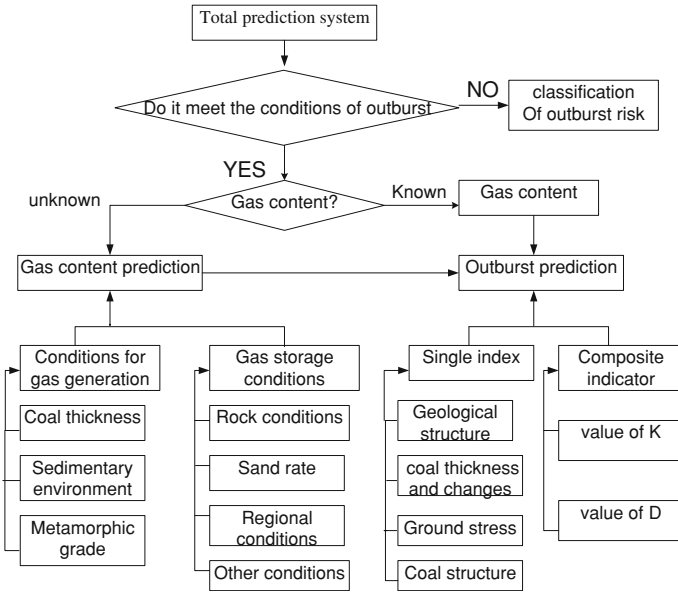 Total prediction system
Do it meet the conditions of outburst
NO
classification
Of outburst risk
YES
unknown
Gas content?
Known
Gas content
Gas content prediction
Outburst prediction
Conditions for
gas generation
Coal thickness
Sedimentary
environment
Metamorphic
grade
Gas storage
conditions
Rock conditions
Sand rate
Regional
conditions
Other conditions
Single index
Geological
structure
coal thickness
and changes
Ground stress
Coal structure
Composite
indicator
value of K
value of D